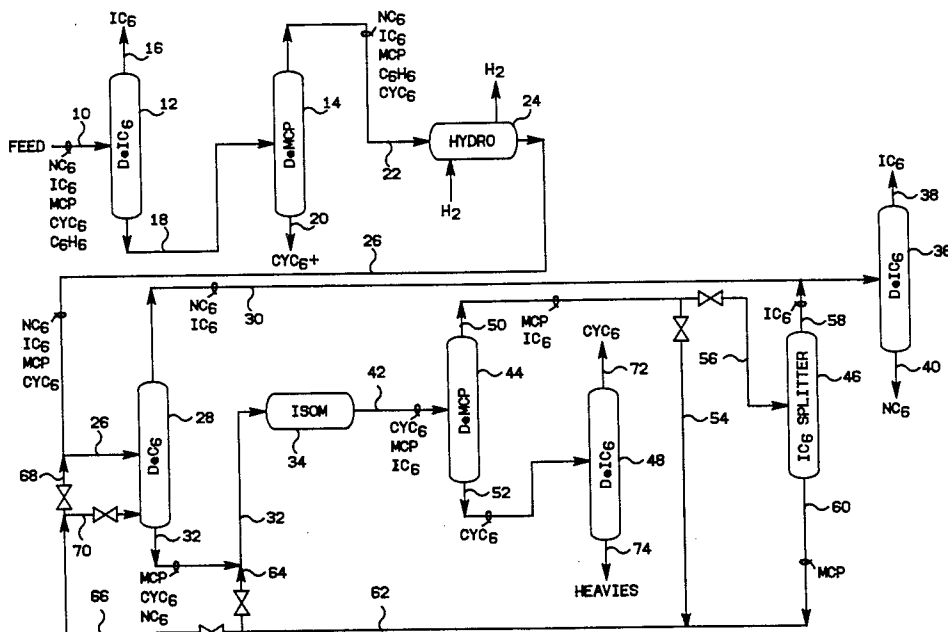 IC6
16
10
12
DeIC6
FEED
NC6
IC6
MCP
CYC6
C6H6
18
14
DeMCP
20
CYC6+
NC6
IC6
MCP
C6H6
CYC6
22
H2
24
HYDRO
H2
26
IC6
38
36
DeIC6
40
NC6
NC6
IC6
30
NC6
IC6
MCP
CYC6
26
68
70
28
DeC6
32
MCP
CYC6
NC6
32
64
ISOM
34
42
CYC6
MCP
IC6
50
44
DeMCP
52
CYC6
MCP
IC6
CYC6
72
DeIC6
48
74
HEAVIES
54
56
IC6
58
46
IC6 SPLITTER
60
MCP
62
66